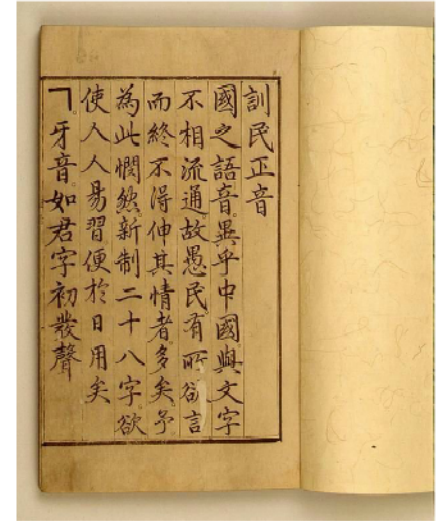 訓民正音
國之語音。異乎中國。與文字
不相流通。故愚民。有所欲言
而終不得伸其情者。多矣。予
為此憫然。新制二十八字。欲
使人人易習。便於日用矣
ㄱ。牙音。如君字初發聲